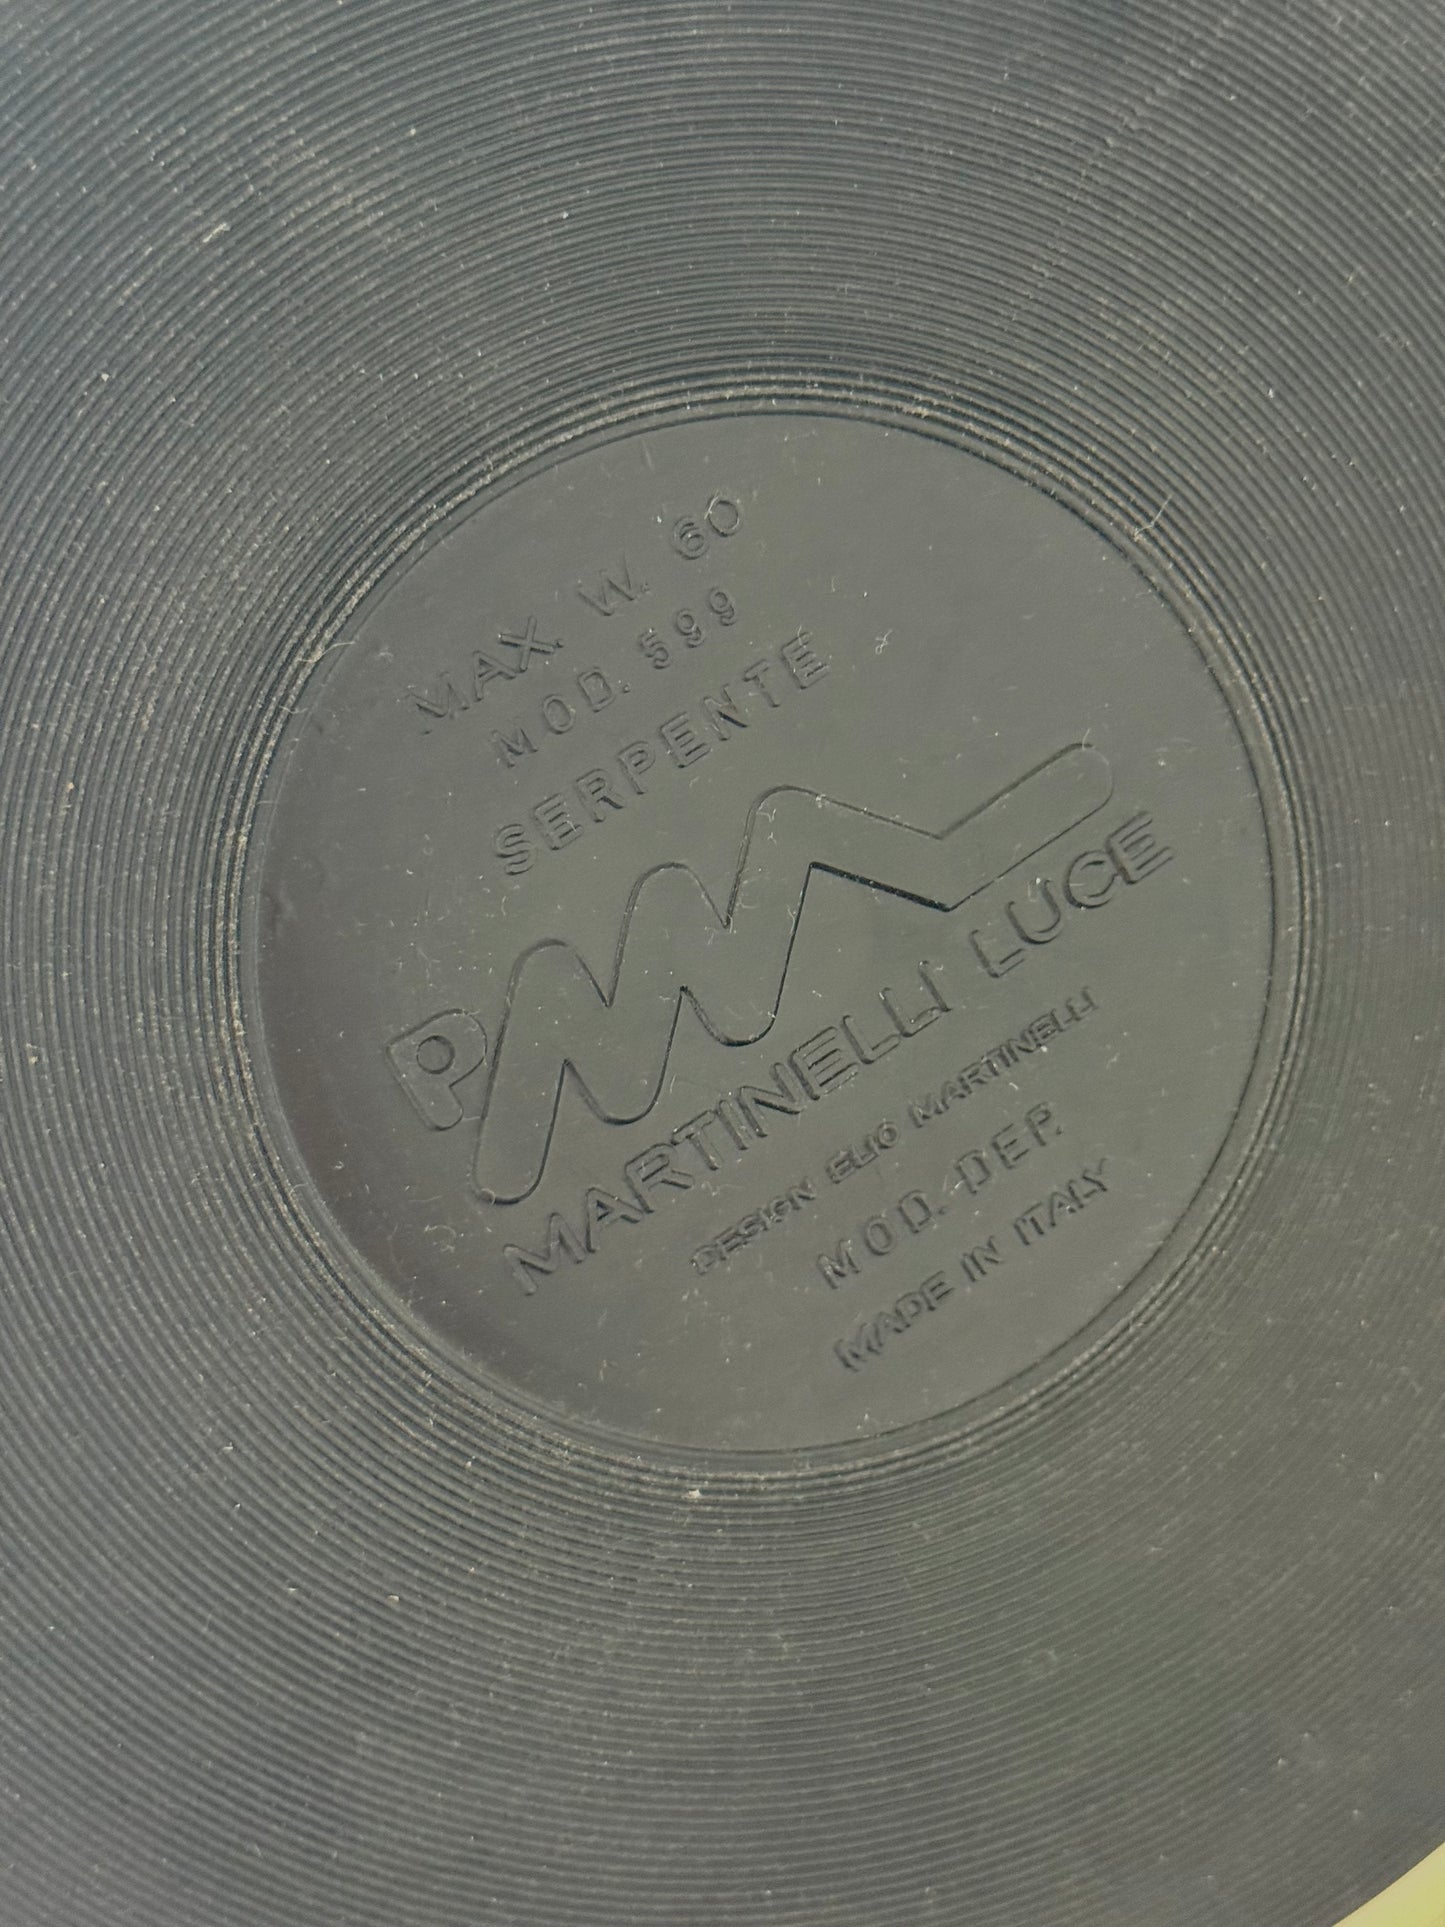 MAX. W. 60
MOD. 599
SERPENTE
P
MARTINELLI LUCE
DESIGN ELIO MARTINELLI
MOD. DEP.
MADE IN ITALY